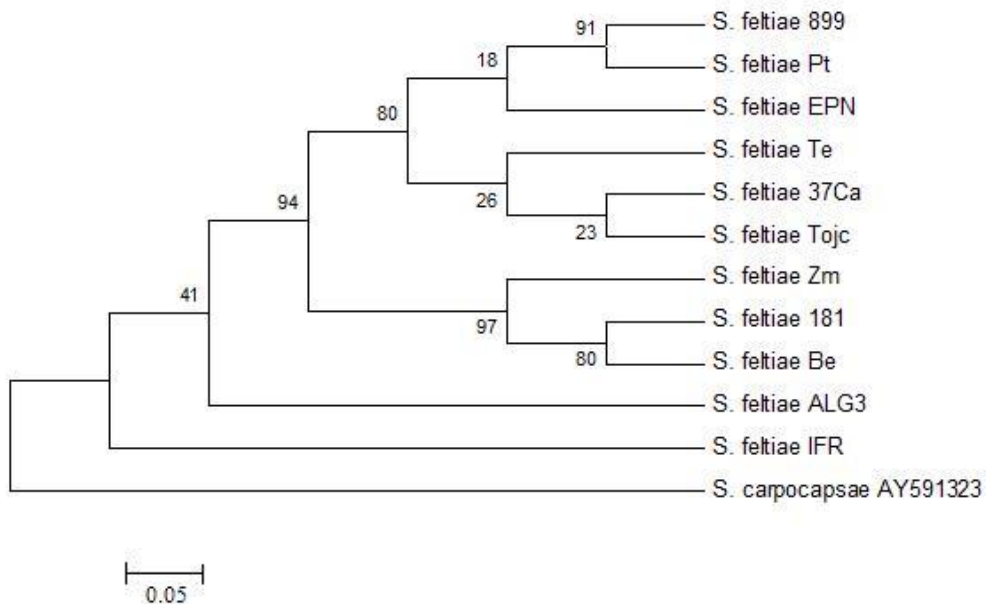 91
S. feltiae 899
S. feltiae Pt
18
S. feltiae EPN
80
S. feltiae Te
26
S. feltiae 37Ca
23
S. feltiae Tojc
94
S. feltiae Zm
97
S. feltiae 181
80
S. feltiae Be
41
S. feltiae ALG3
S. feltiae IFR
S. carpocapsae AY591323
0.05